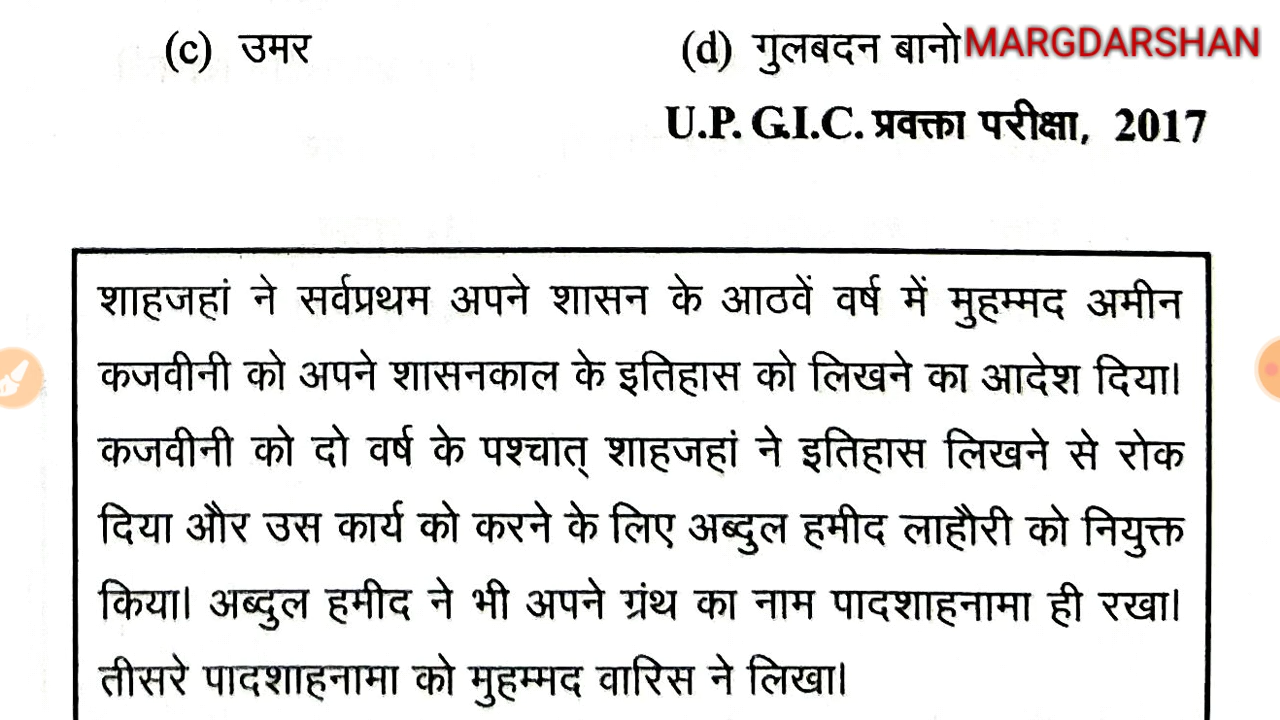 (c) उमर (d) गुलबदन बानो MARGDARSHAN
U.P. G.I.C. प्रवक्ता परीक्षा, 2017
शाहजहां ने सर्वप्रथम अपने शासन के आठवें वर्ष में मुहम्मद अमीन
कजवीनी को अपने शासनकाल के इतिहास को लिखने का आदेश दिया।
कजवीनी को दो वर्ष के पश्चात् शाहजहां ने इतिहास लिखने से रोक
दिया और उस कार्य को करने के लिए अब्दुल हमीद लाहौरी को नियुक्त
किया। अब्दुल हमीद ने भी अपने ग्रंथ का नाम पादशाहनामा ही रखा।
तीसरे पादशाहनामा को मुहम्मद वारिस ने लिखा।